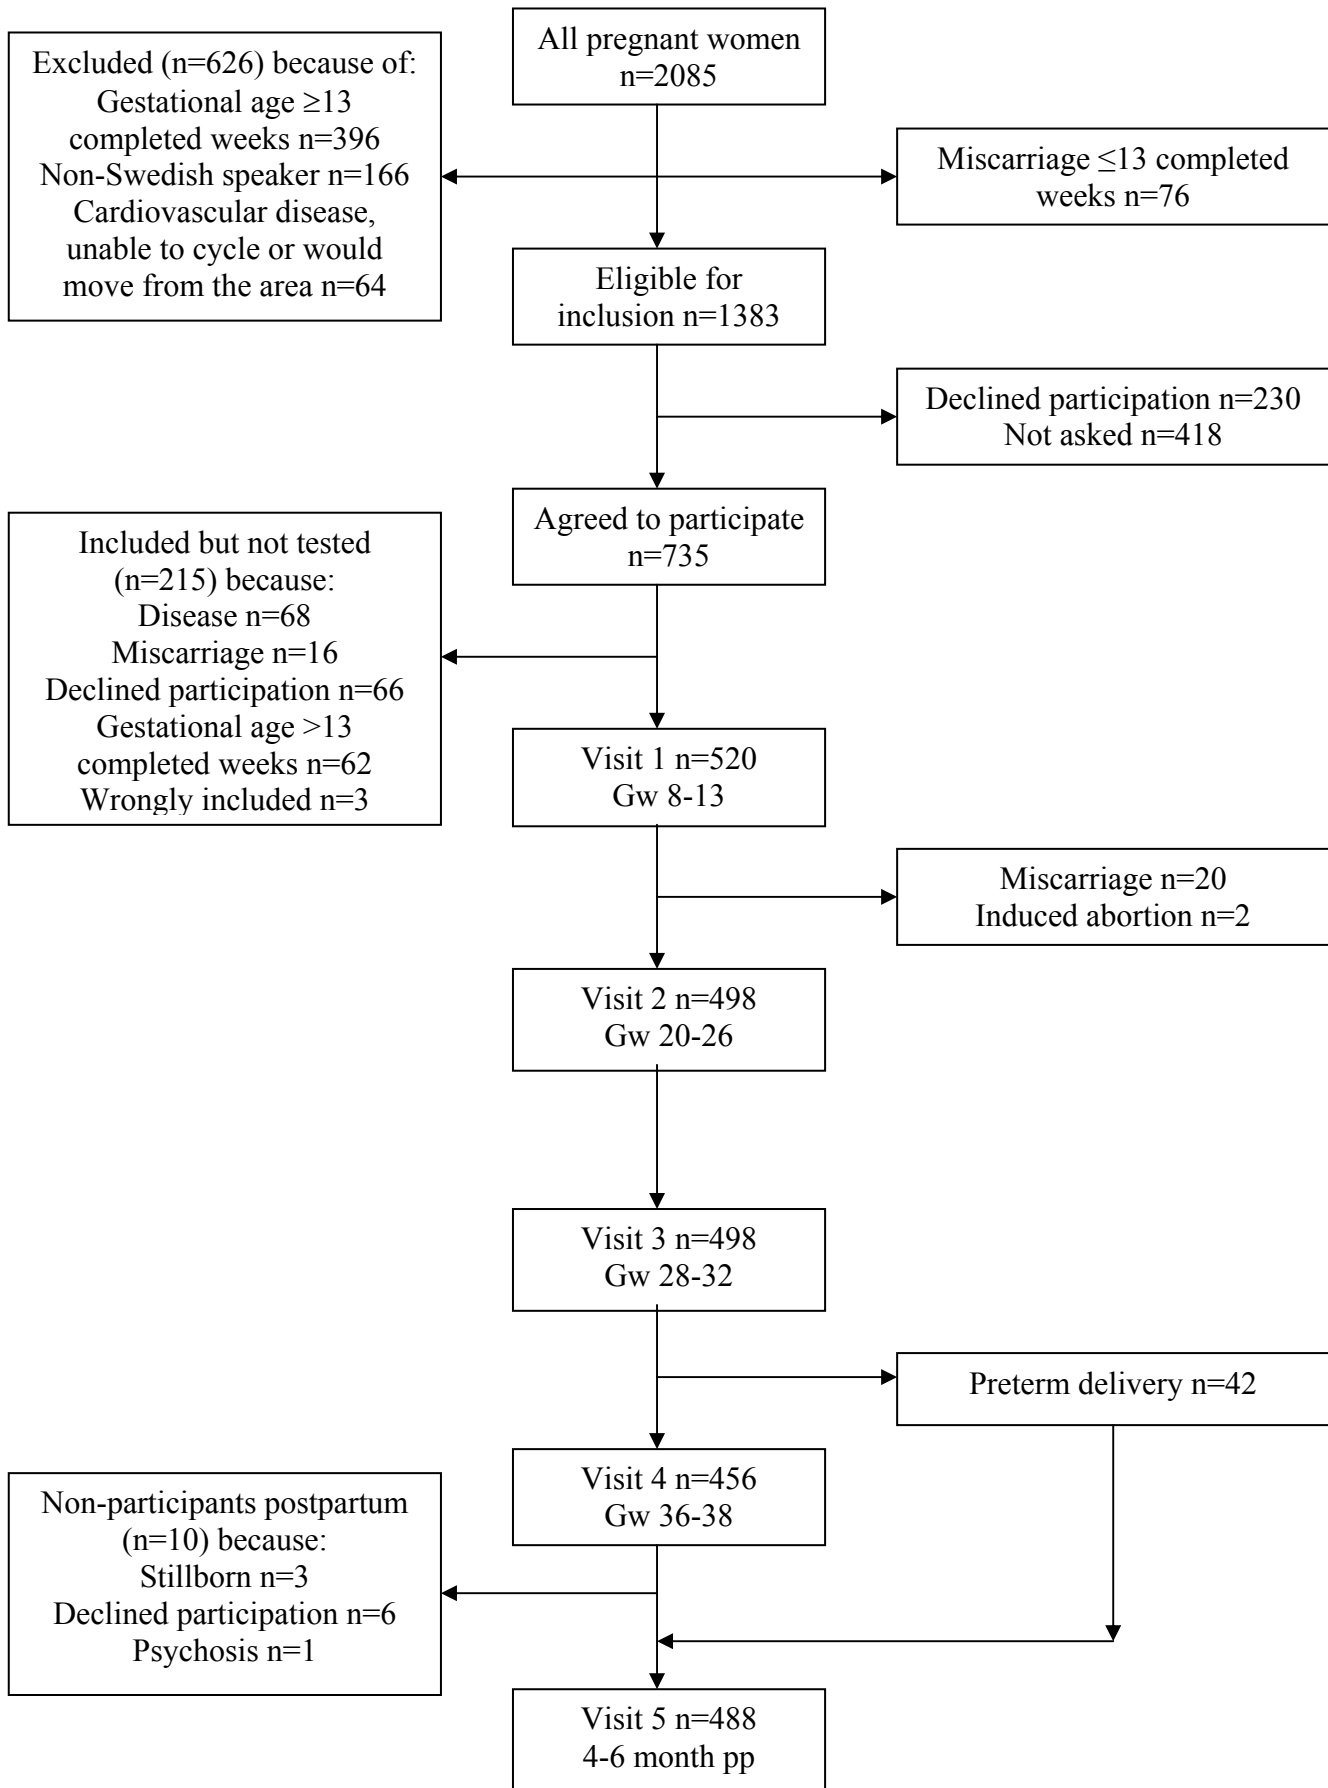 All pregnant women
n=2085
Excluded (n=626) because of:
Gestational age ≥13
completed weeks n=396
Non-Swedish speaker n=166
Cardiovascular disease,
unable to cycle or would
move from the area n=64
Miscarriage ≤13 completed
weeks n=76
Eligible for
inclusion n=1383
Declined participation n=230
Not asked n=418
Agreed to participate
n=735
Included but not tested
(n=215) because:
Disease n=68
Miscarriage n=16
Declined participation n=66
Gestational age >13
completed weeks n=62
Wrongly included n=3
Visit 1 n=520
Gw 8-13
Miscarriage n=20
Induced abortion n=2
Visit 2 n=498
Gw 20-26
Visit 3 n=498
Gw 28-32
Preterm delivery n=42
Visit 4 n=456
Gw 36-38
Non-participants postpartum
(n=10) because:
Stillborn n=3
Declined participation n=6
Psychosis n=1
Visit 5 n=488
4-6 month pp